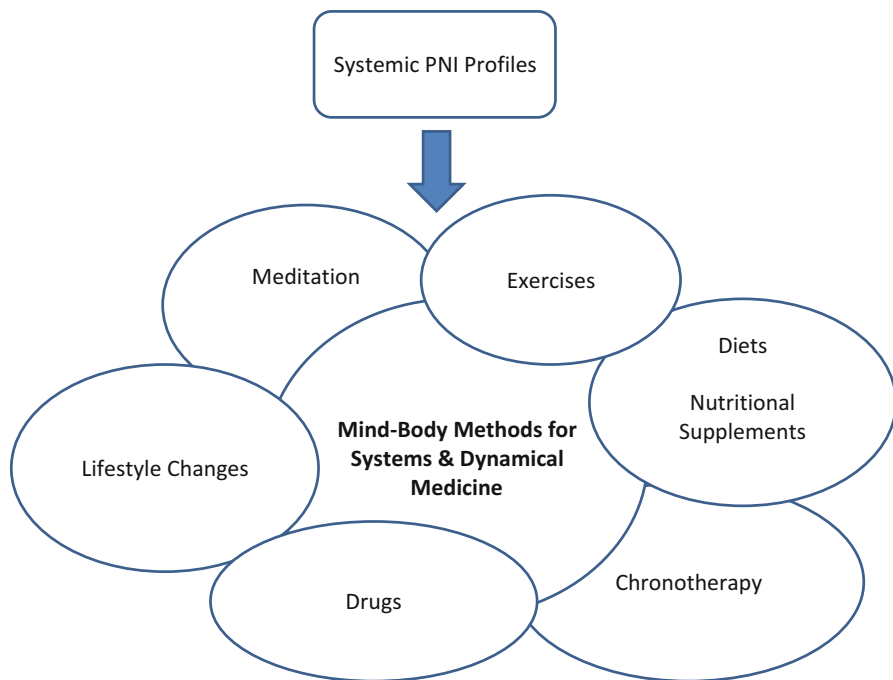 Systemic PNI Profiles
Meditation
Exercises
Diets
Nutritional
Supplements
Mind-Body Methods for
Systems & Dynamical
Medicine
Lifestyle Changes
Chronotherapy
Drugs